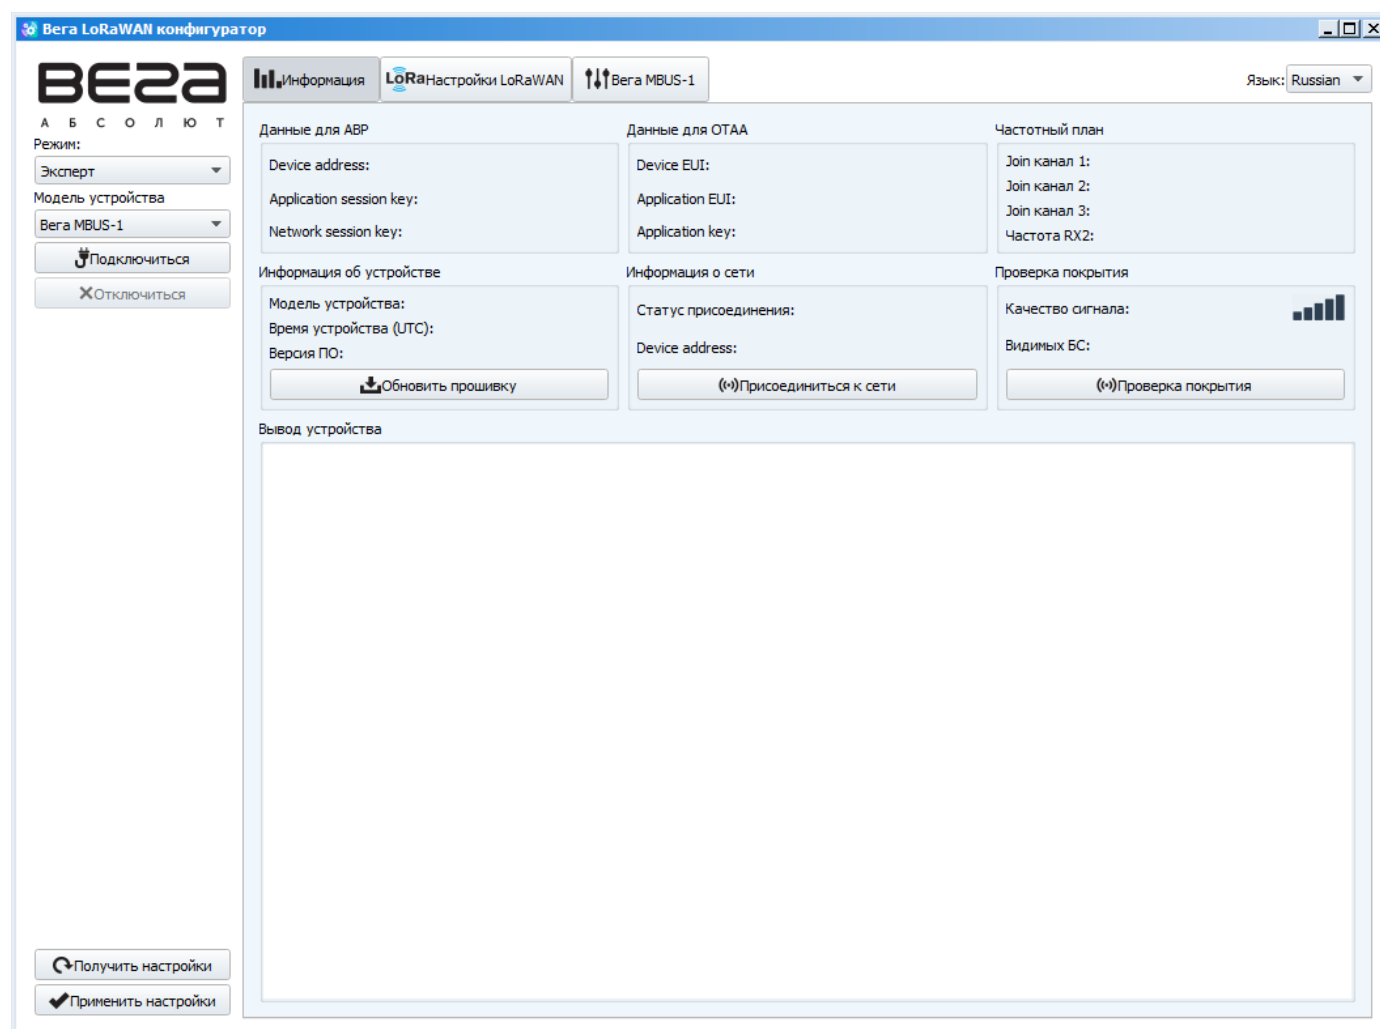 Вега LoRaWAN конфигуратор
ВЕГА
АБСОЛЮТ
Режим:
Эксперт
Модель устройства
Вега MBUS-1
Подключиться
Отключиться
Получить настройки
Применить настройки
Информация
LoRa Настройки LoRaWAN
Вега MBUS-1
Язык: Russian
Данные для ABP
Device address:
Application session key:
Network session key:
Данные для OTAA
Device EUI:
Application EUI:
Application key:
Частотный план
Join канал 1:
Join канал 2:
Join канал 3:
Частота RX2:
Информация об устройстве
Модель устройства:
Время устройства (UTC):
Версия ПО:
Обновить прошивку
Информация о сети
Статус присоединения:
Device address:
Присоединиться к сети
Проверка покрытия
Качество сигнала:
Видимых БС:
Проверка покрытия
Вывод устройства